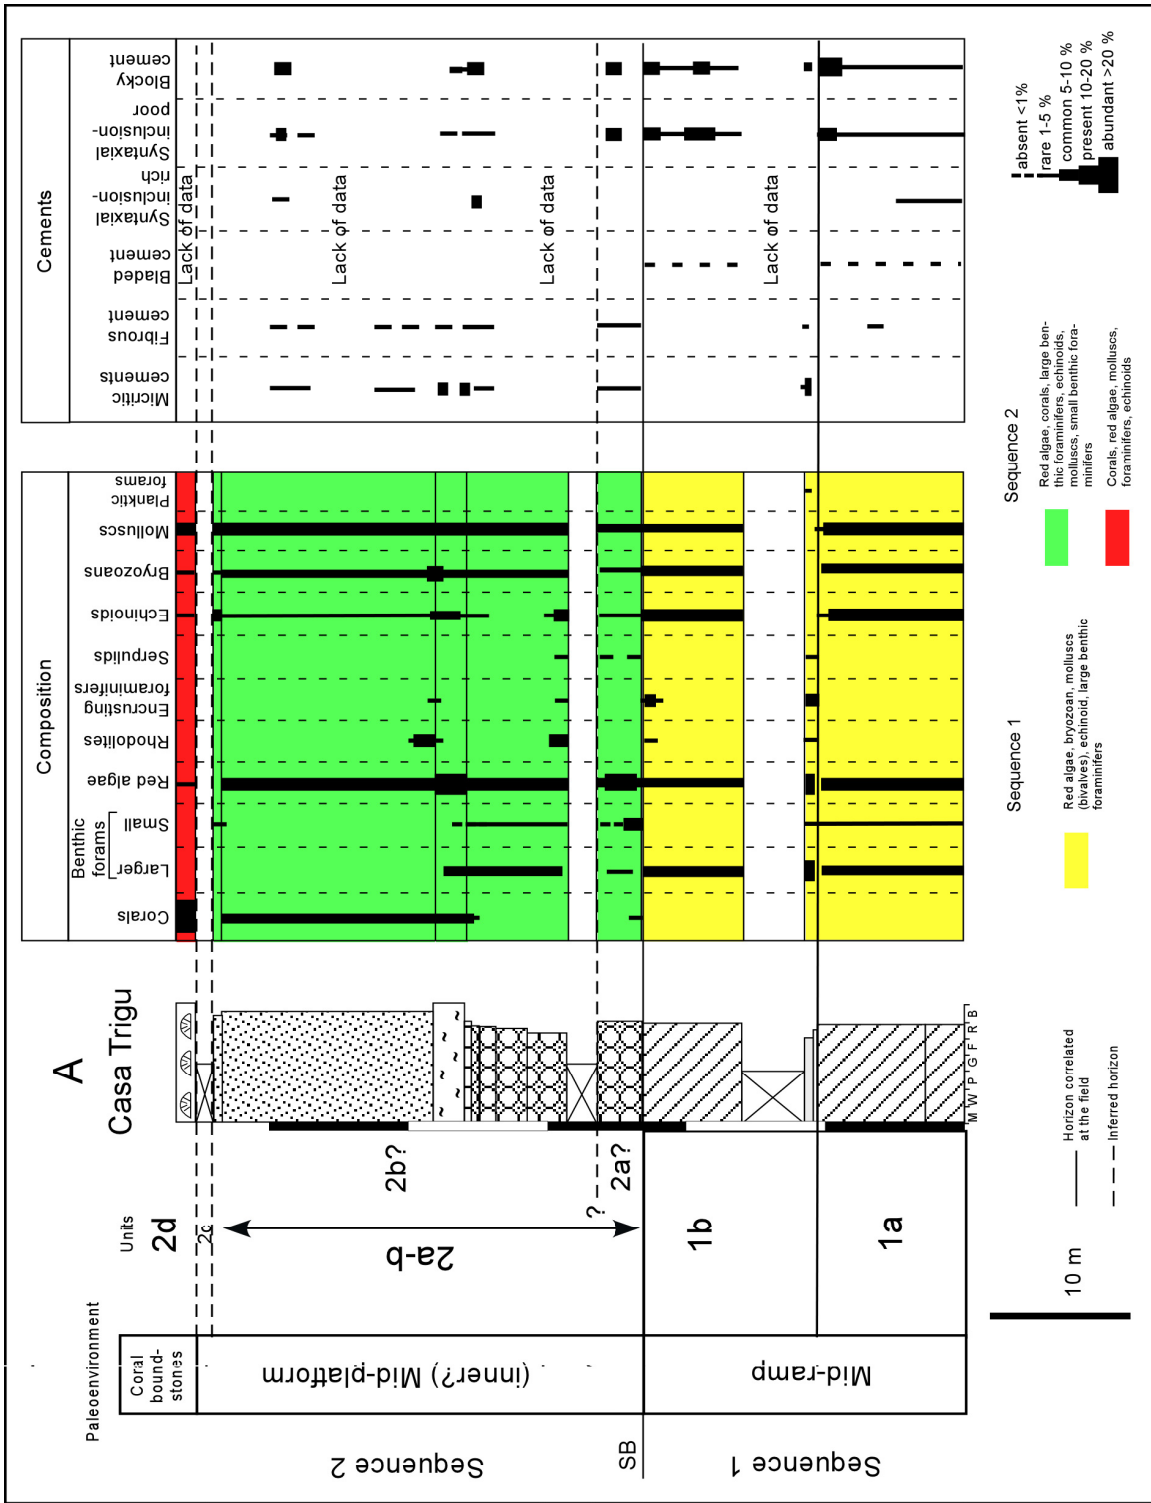 A
Casa Trigu
Paleoenvironment
Units
Composition
Cements
Corals
Benthic
forams
Larger
Small
Red algae
Rhodolites
Encrusting
foraminifers
Serpulids
Echinoids
Bryozoans
Molluscs
Planktic
forams
Micritic
cements
Fibrous
cement
Bladed
cement
Syntaxial
inclusion-
rich
Syntaxial
inclusion-
poor
Blocky
cement
Coral
bound-
stones
2d
2c
Lack of data
Sequence 2
(inner?) Mid-platform
2a-b
2b?
Lack of data
?
2a?
Lack of data
SB
Sequence 1
Mid-ramp
1b
Lack of data
1a
M W P G F R B
10 m
Horizon correlated
at the field
Inferred horizon
Sequence 1
Red algae, bryozoan, molluscs
(bivalves), echinoid, large benthic
foraminifers
Sequence 2
Red algae, corals, large ben-
thic foraminifers, echinoids,
molluscs, small benthic fora-
minifers
Corals, red algae, molluscs,
foraminifers, echinoids
absent <1%
rare 1-5 %
common 5-10 %
present 10-20 %
abundant >20 %